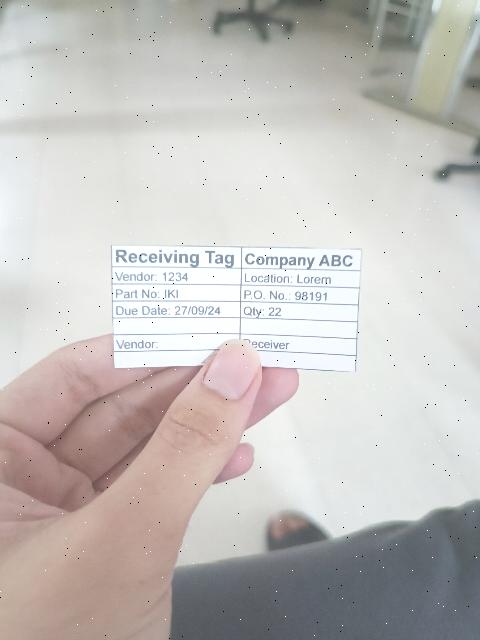 Receiving Tag Company ABC
Vendor: 1234 Location: Lorem
Part No: IKI P.O. No.: 98191
Due Date: 27/09/24 Qty: 22
Vendor: Receiver